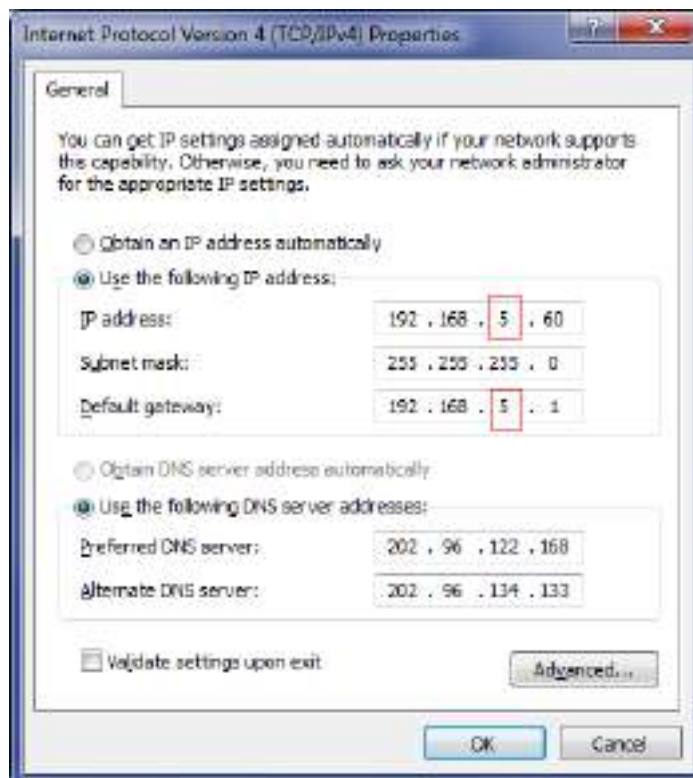 Internet Protocol Version 4 (TCP/IPv4) Properties
General
You can get IP settings assigned automatically if your network supports
this capability. Otherwise, you need to ask your network administrator
for the appropriate IP settings.
Obtain an IP address automatically
Use the following IP address:
IP address: 192 . 168 . 5 . 60
Subnet mask: 255 . 255 . 255 . 0
Default gateway: 192 . 168 . 5 . 1
Obtain DNS server address automatically
Use the following DNS server addresses:
Preferred DNS server: 202 . 96 . 122 . 168
Alternate DNS server: 202 . 96 . 134 . 133
Validate settings upon exit
Advanced...
OK Cancel